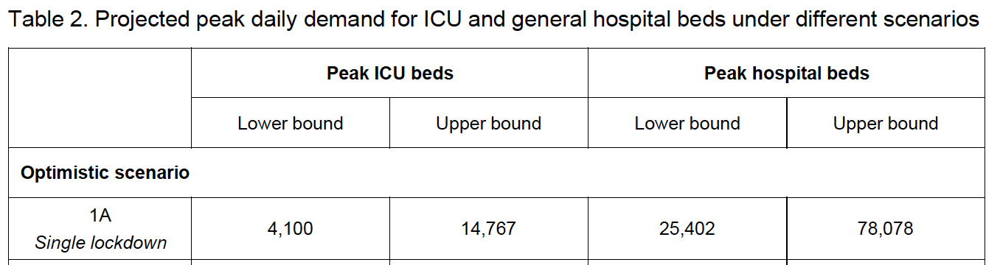 Table 2. Projected peak daily demand for ICU and general hospital beds under different scenarios
Peak ICU beds Peak hospital beds
Lower bound Upper bound Lower bound Upper bound
Optimistic scenario
1A
Single lockdown
4,100 14,767 25,402 78,078